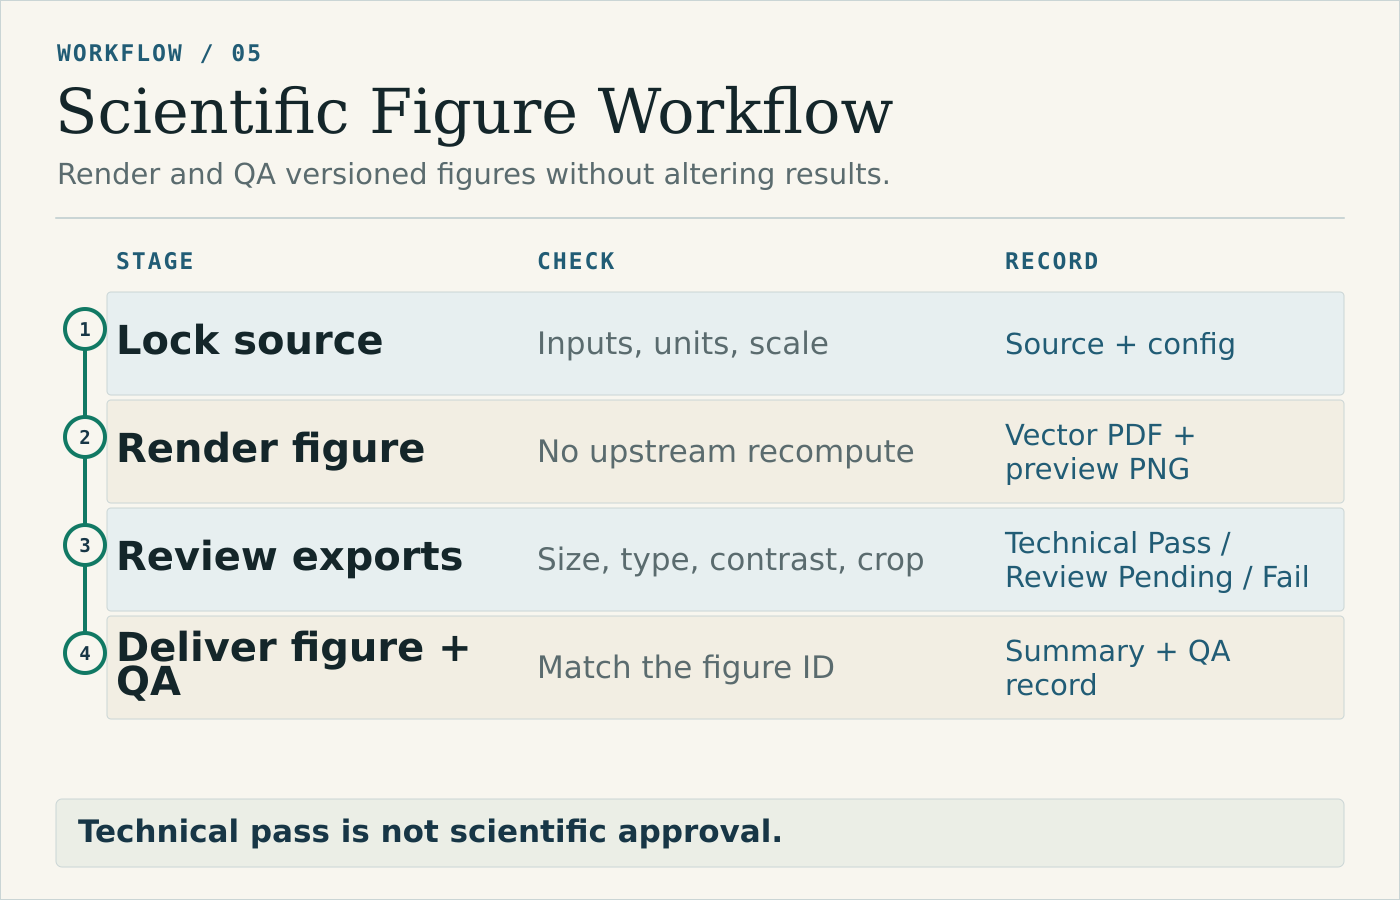 WORKFLOW / 05
Scientific Figure Workflow
Render and QA versioned figures without altering results.
STAGE CHECK RECORD
1 Lock source Inputs, units, scale Source + config
2 Render figure No upstream recompute Vector PDF +
preview PNG
3 Review exports Size, type, contrast, crop Technical Pass /
Review Pending / Fail
4 Deliver figure +
QA Match the figure ID Summary + QA
record
Technical pass is not scientific approval.